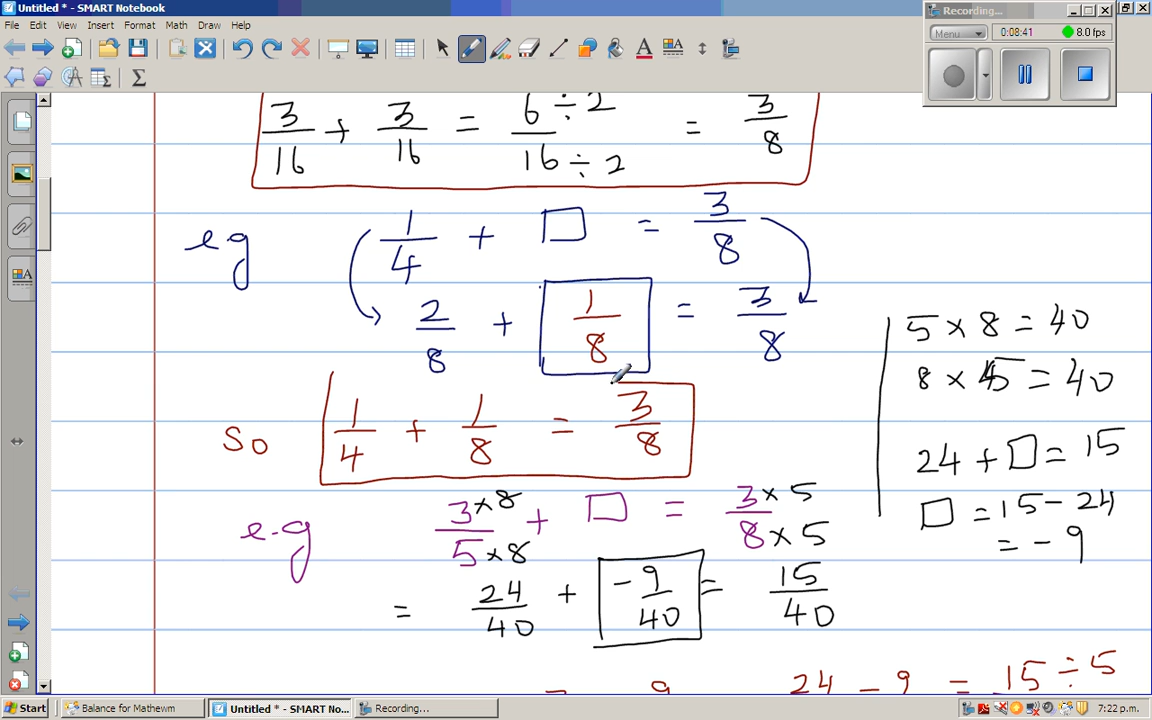 Untitled * - SMART Notebook
Recording...
File Edit View Insert Format Math Draw Help
Menu 0:08:41 8.0 fps
3/16 + 3/16 = 6 ÷ 2 / 16 ÷ 2 = 3/8
eg 1/4 + □ = 3/8
2/8 + 1/8 = 3/8
5 × 8 = 40
8 × 5 = 40
so 1/4 + 1/8 = 3/8
24 + □ = 15
□ = 15 - 24
= - 9
e.g 3 × 8 / 5 × 8 + □ = 3 × 5 / 8 × 5
= 24/40 + -9/40 = 15/40
24 - 9 = 15 ÷ 5
9
Start Balance for Mathewm Untitled * - SMART No... Recording... 7:22 p.m.